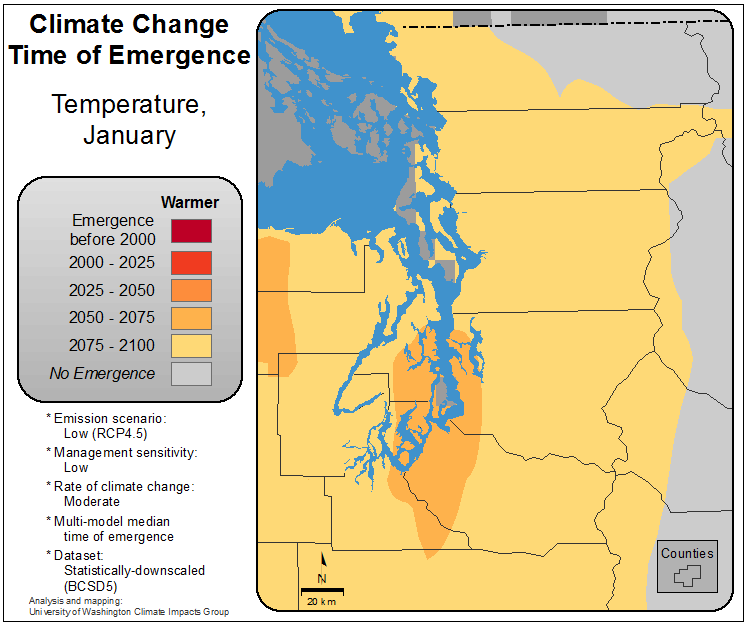 Climate Change
Time of Emergence
Temperature,
January
Warmer
Emergence
before 2000
2000 - 2025
2025 - 2050
2050 - 2075
2075 - 2100
No Emergence
* Emission scenario:
Low (RCP4.5)
* Management sensitivity:
Low
* Rate of climate change:
Moderate
* Multi-model median
time of emergence
* Dataset:
Statistically-downscaled
(BCSD5)
Analysis and mapping:
University of Washington Climate Impacts Group
N
20 km
Counties